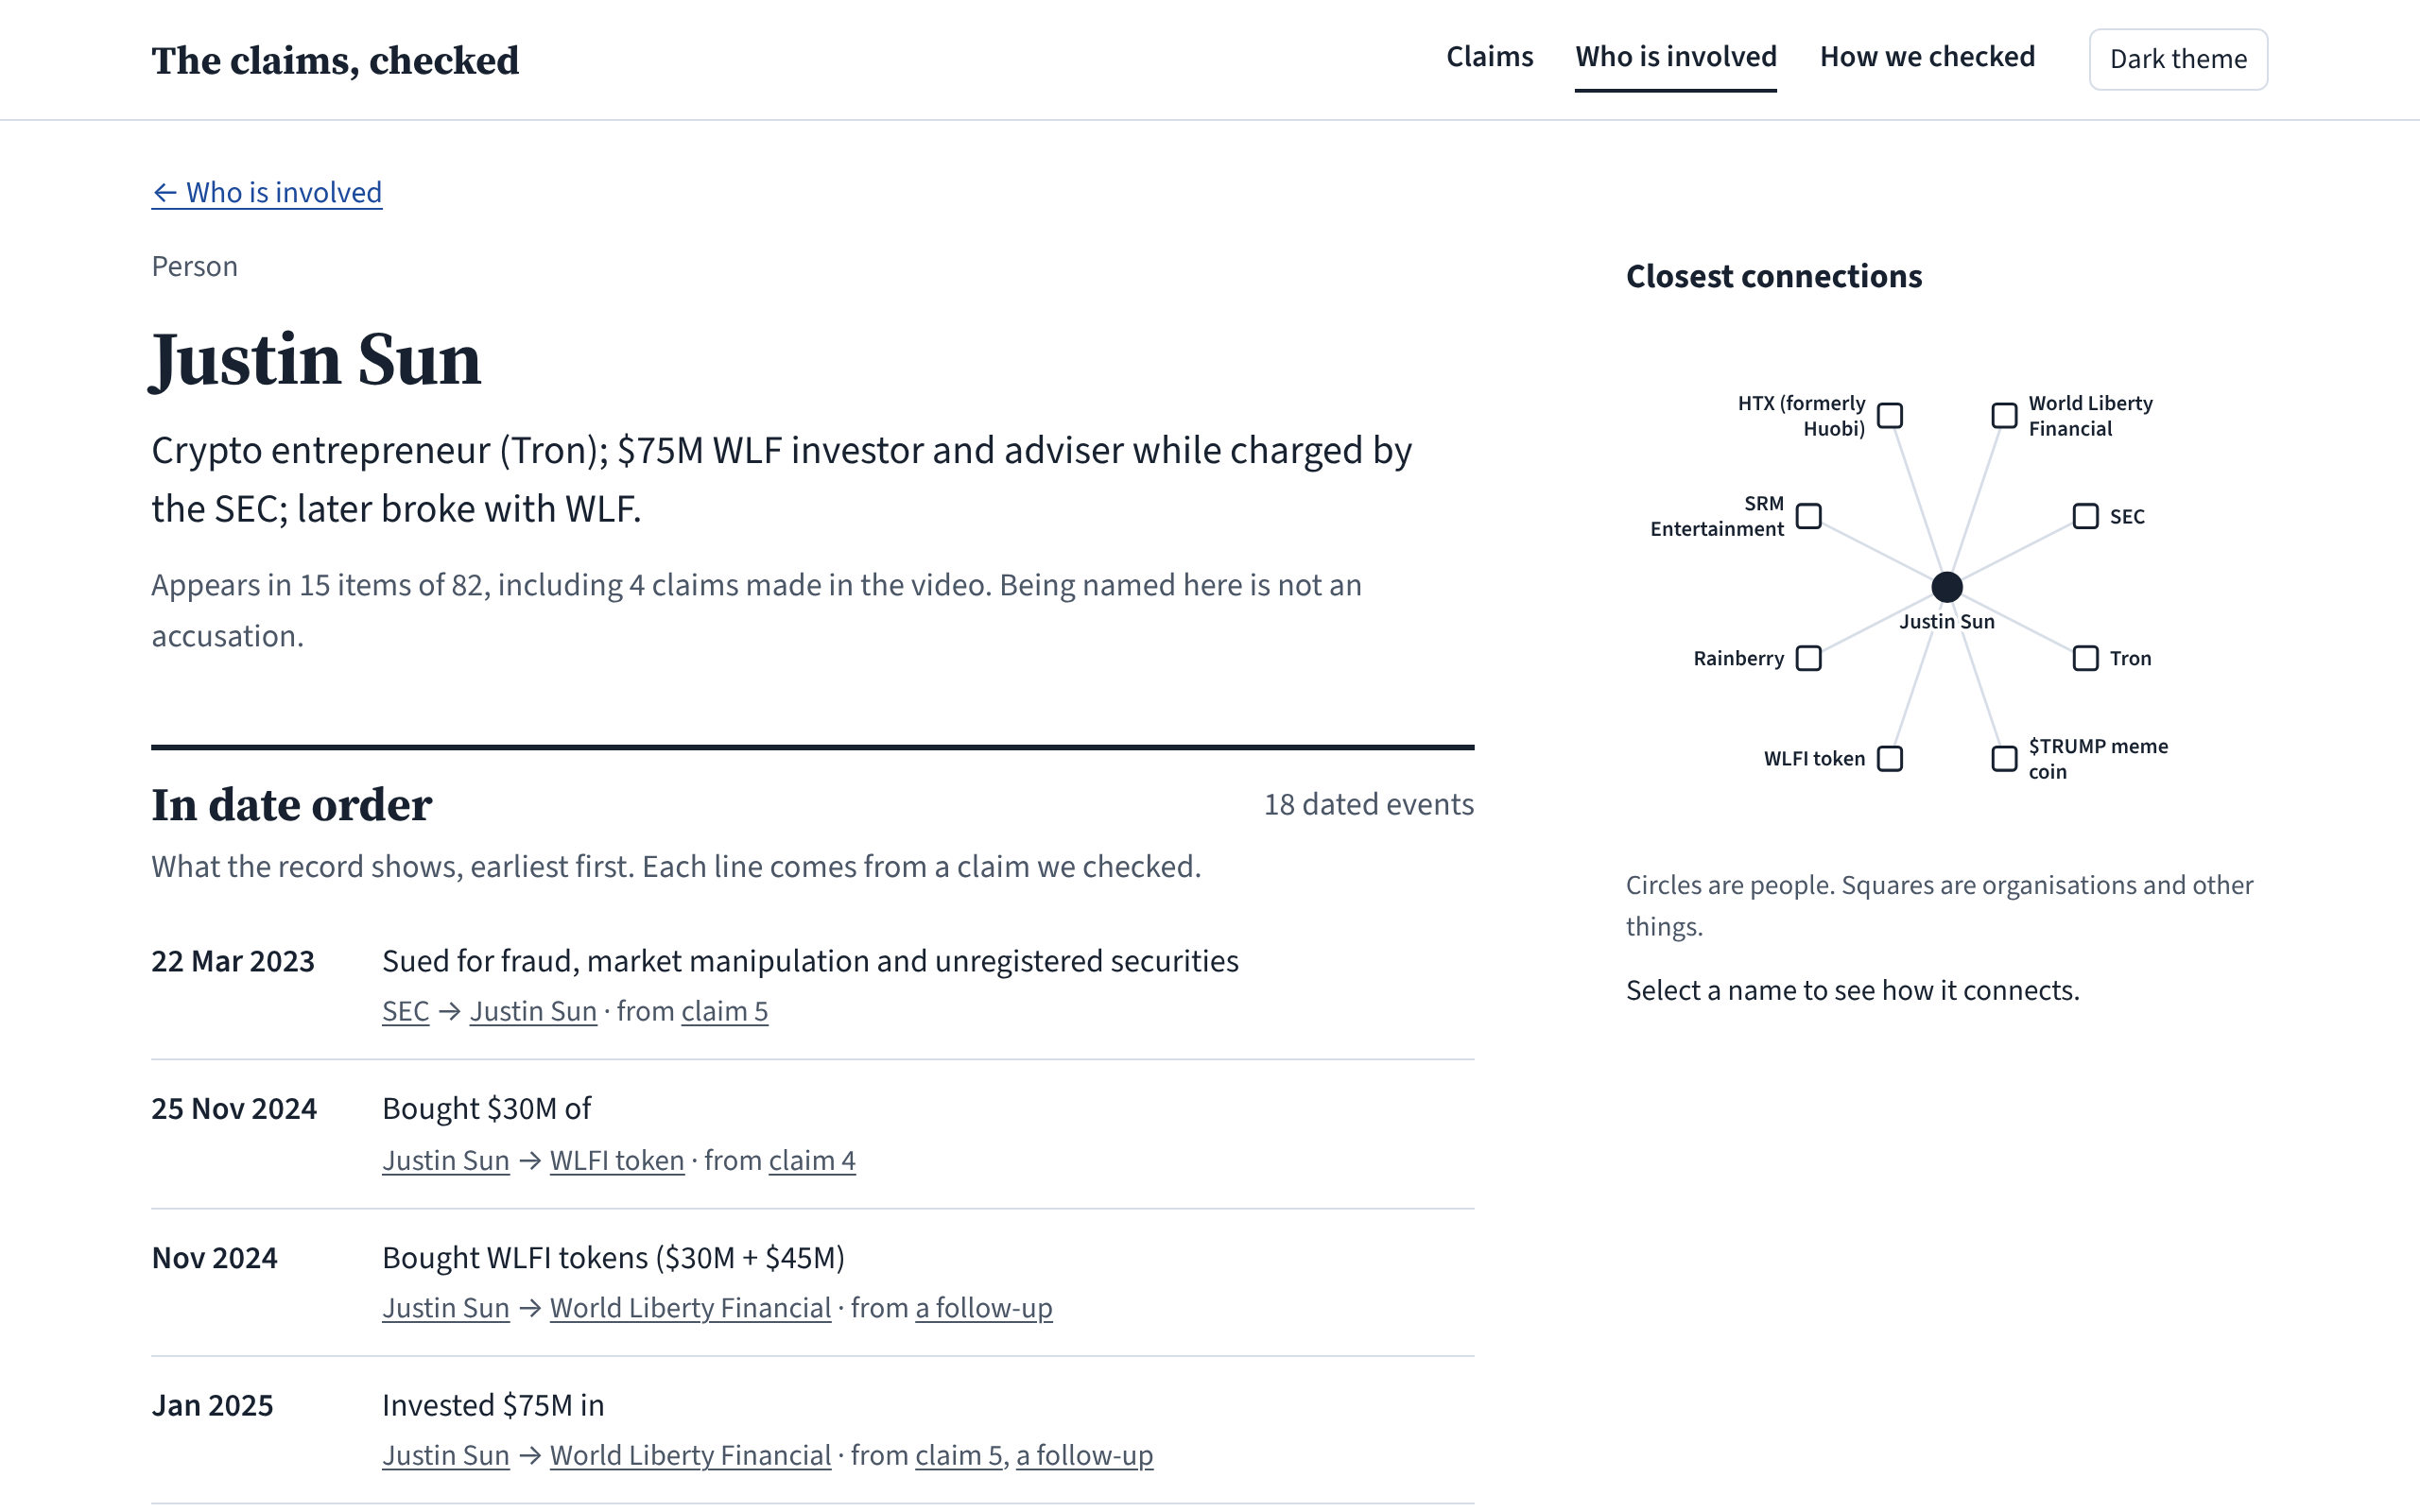 The claims, checked
Claims
Who is involved
How we checked
Dark theme
← Who is involved
Person
Justin Sun
Crypto entrepreneur (Tron); $75M WLF investor and adviser while charged by
the SEC; later broke with WLF.
Appears in 15 items of 82, including 4 claims made in the video. Being named here is not an
accusation.
In date order
18 dated events
What the record shows, earliest first. Each line comes from a claim we checked.
22 Mar 2023
Sued for fraud, market manipulation and unregistered securities
SEC → Justin Sun · from claim 5
25 Nov 2024
Bought $30M of
Justin Sun → WLFI token · from claim 4
Nov 2024
Bought WLFI tokens ($30M + $45M)
Justin Sun → World Liberty Financial · from a follow-up
Jan 2025
Invested $75M in
Justin Sun → World Liberty Financial · from claim 5, a follow-up
Closest connections
HTX (formerly
Huobi)
World Liberty
Financial
SRM
Entertainment
SEC
Justin Sun
Rainberry
Tron
WLFI token
$TRUMP meme
coin
Circles are people. Squares are organisations and other
things.
Select a name to see how it connects.